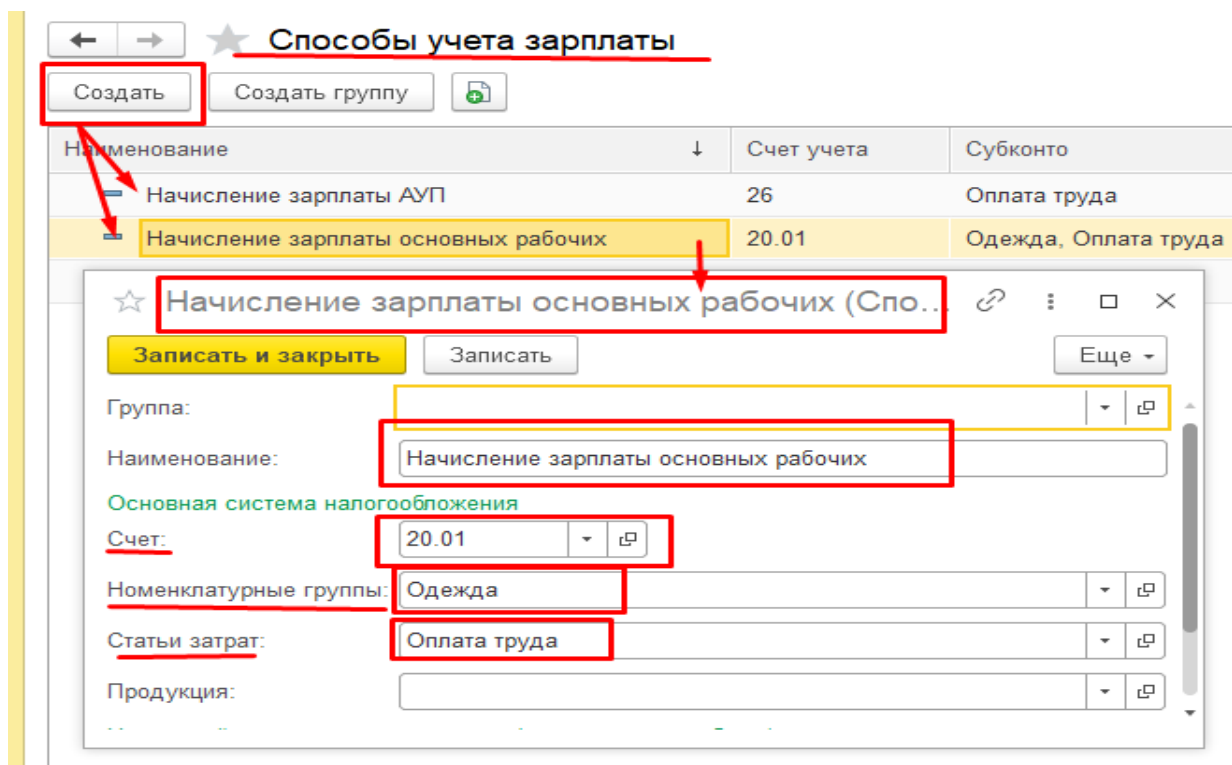 Способы учета зарплаты
Создать Создать группу
Наименование ↓ Счет учета Субконто
Начисление зарплаты АУП 26 Оплата труда
Начисление зарплаты основных рабочих 20.01 Одежда, Оплата труда
Начисление зарплаты основных рабочих (Спо...
Записать и закрыть Записать Еще
Группа:
Наименование: Начисление зарплаты основных рабочих
Основная система налогообложения
Счет: 20.01
Номенклатурные группы: Одежда
Статьи затрат: Оплата труда
Продукция: